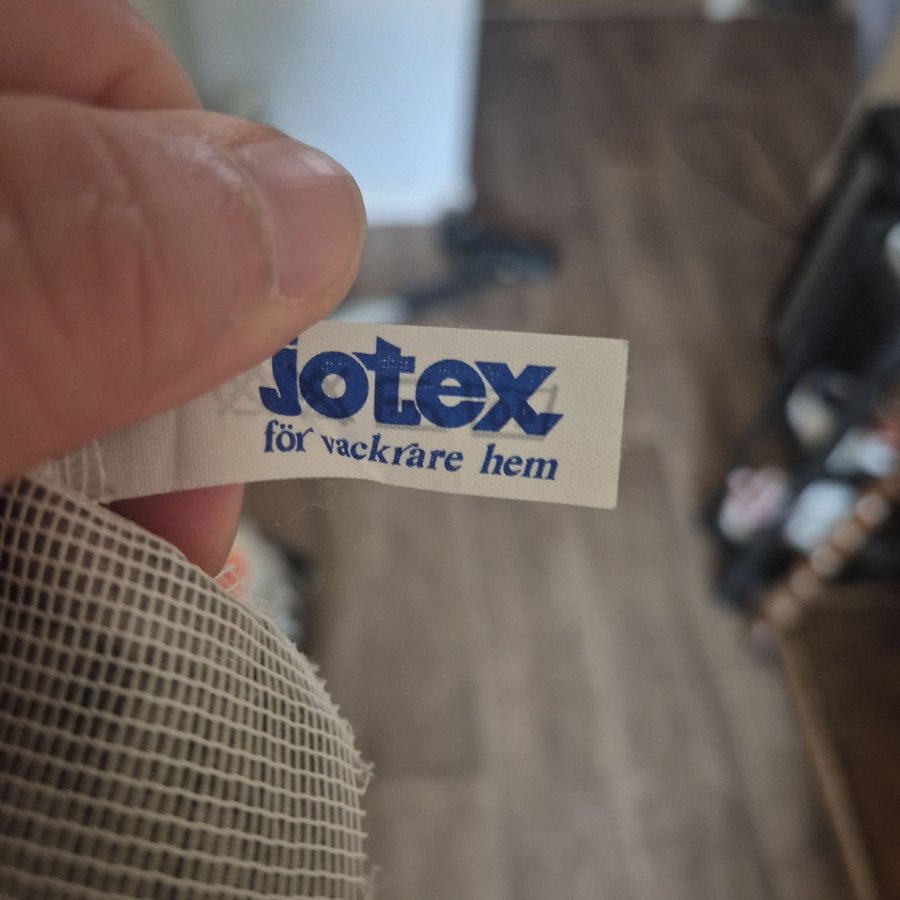 jotex
för vackrare hem